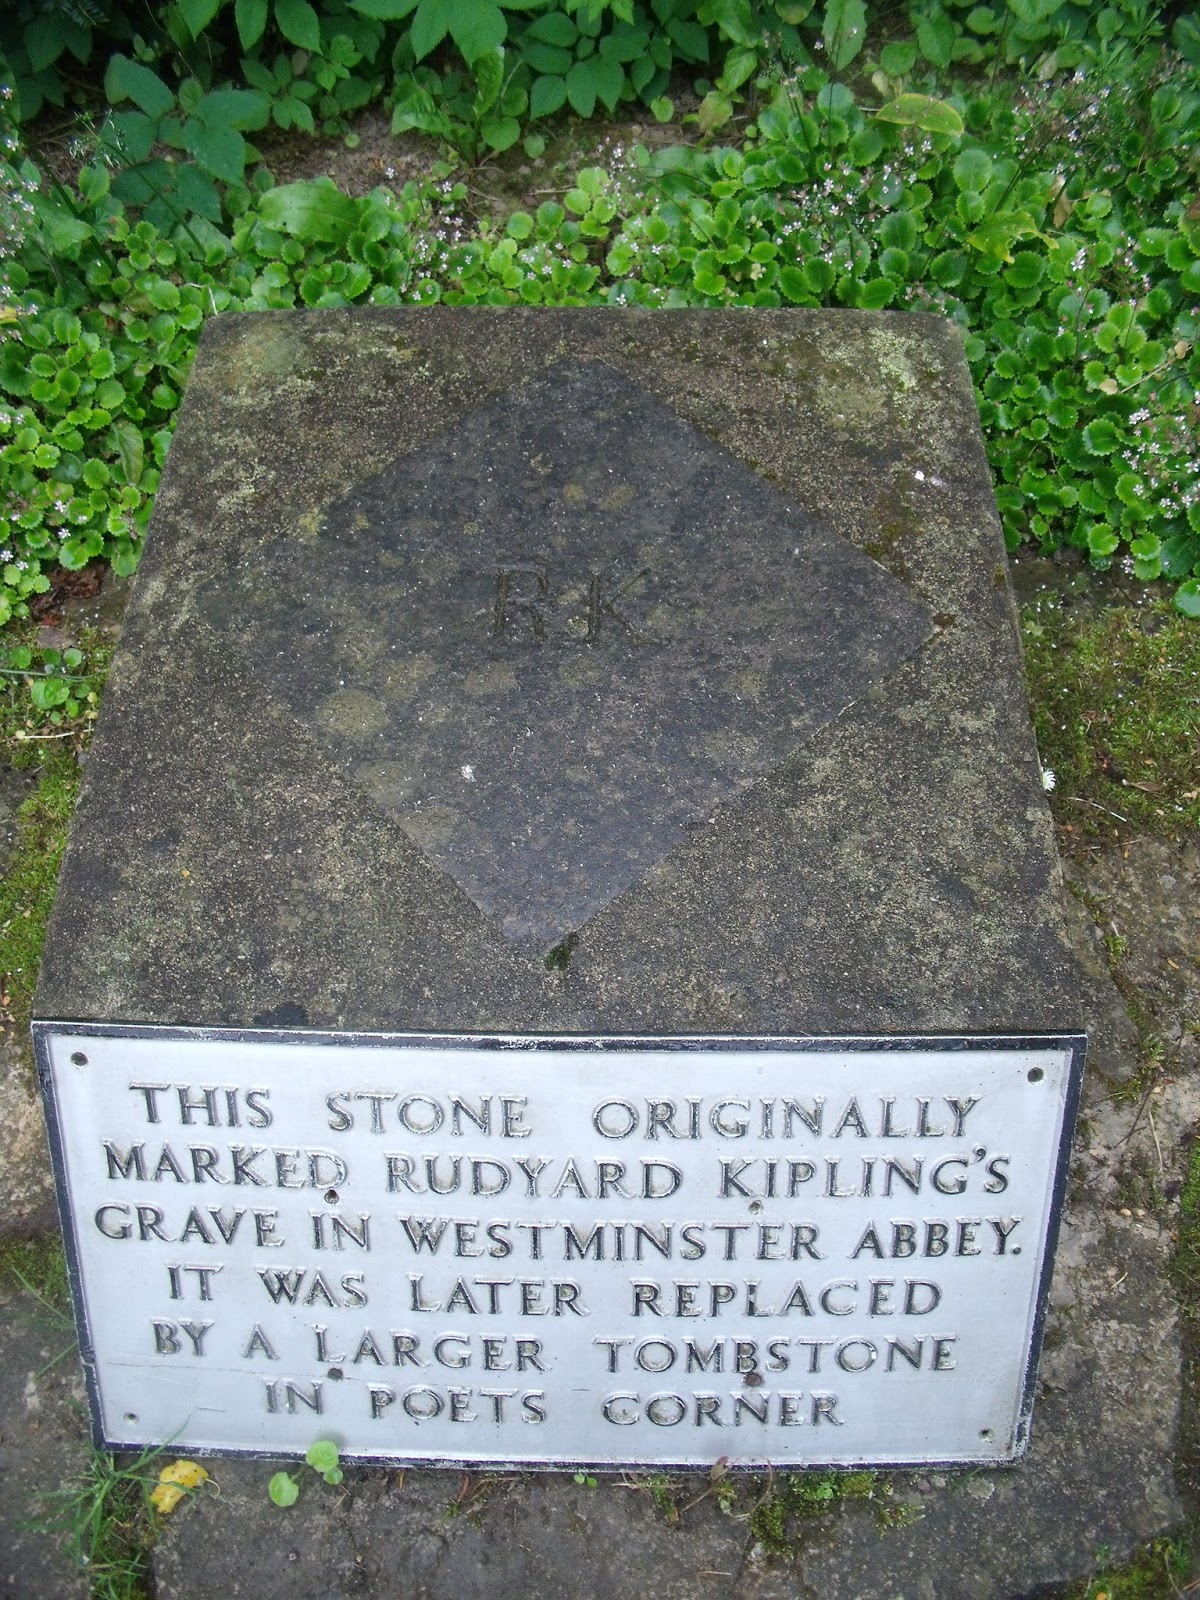 RK
THIS STONE ORIGINALLY
MARKED RUDYARD KIPLING'S
GRAVE IN WESTMINSTER ABBEY.
IT WAS LATER REPLACED
BY A LARGER TOMBSTONE
IN POETS CORNER